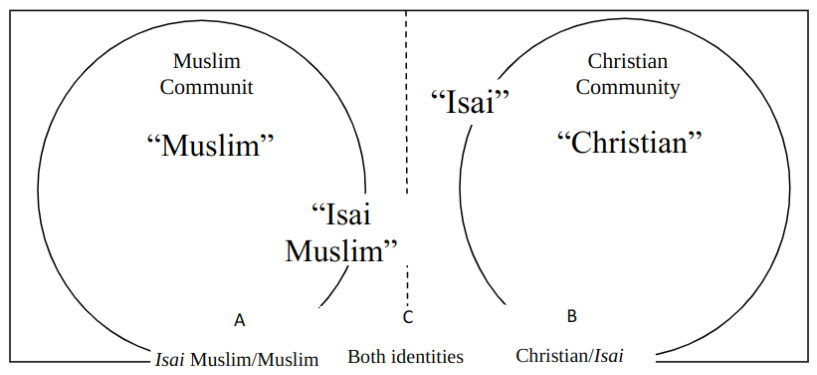 Muslim
Communit
“Muslim”
“Isai
Muslim”
Christian
Community
“Isai”
“Christian”
A
C
B
Isai Muslim/Muslim
Both identities
Christian/Isai